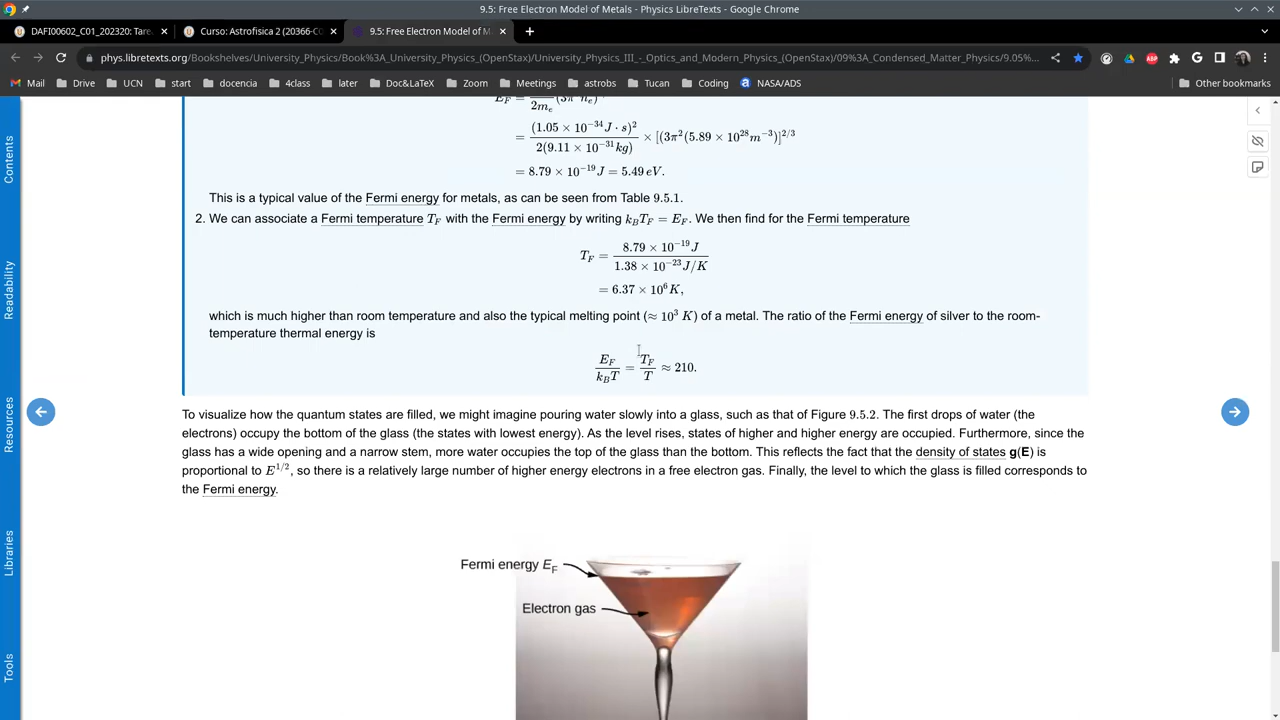 9.5: Free Electron Model of Metals - Physics LibreTexts - Google Chrome
DAFI00602_C01_202320: Tare
Curso: Astrofisica 2 (20366-CC
9.5: Free Electron Model of M
phys.libretexts.org/Bookshelves/University_Physics/Book%3A_University_Physics_(OpenStax)/University_Physics_III_-_Optics_and_Modern_Physics_(OpenStax)/09%3A_Condensed_Matter_Physics/9.05%...
Mail Drive UCN start docencia 4class later Doc&LaTeX Zoom Meetings astrobs Tucan Coding NASA/ADS Other bookmarks
Contents
Readability
Resources
Libraries
Tools
E_F = ―/2m_e (3π² n_e)
= (1.05 × 10⁻³⁴ J · s)² / 2(9.11 × 10⁻³¹ kg) × [(3π²(5.89 × 10²⁸ m⁻³)]²ᐟ³
= 8.79 × 10⁻¹⁹ J = 5.49 eV.
This is a typical value of the Fermi energy for metals, as can be seen from Table 9.5.1.
2. We can associate a Fermi temperature T_F with the Fermi energy by writing k_B T_F = E_F. We then find for the Fermi temperature
T_F = 8.79 × 10⁻¹⁹ J / 1.38 × 10⁻²³ J/K
= 6.37 × 10⁶ K,
which is much higher than room temperature and also the typical melting point (≈ 10³ K) of a metal. The ratio of the Fermi energy of silver to the room-
temperature thermal energy is
E_F / k_B T = T_F / T ≈ 210.
To visualize how the quantum states are filled, we might imagine pouring water slowly into a glass, such as that of Figure 9.5.2. The first drops of water (the
electrons) occupy the bottom of the glass (the states with lowest energy). As the level rises, states of higher and higher energy are occupied. Furthermore, since the
glass has a wide opening and a narrow stem, more water occupies the top of the glass than the bottom. This reflects the fact that the density of states g(E) is
proportional to E¹ᐟ², so there is a relatively large number of higher energy electrons in a free electron gas. Finally, the level to which the glass is filled corresponds to
the Fermi energy.
Fermi energy E_F
Electron gas